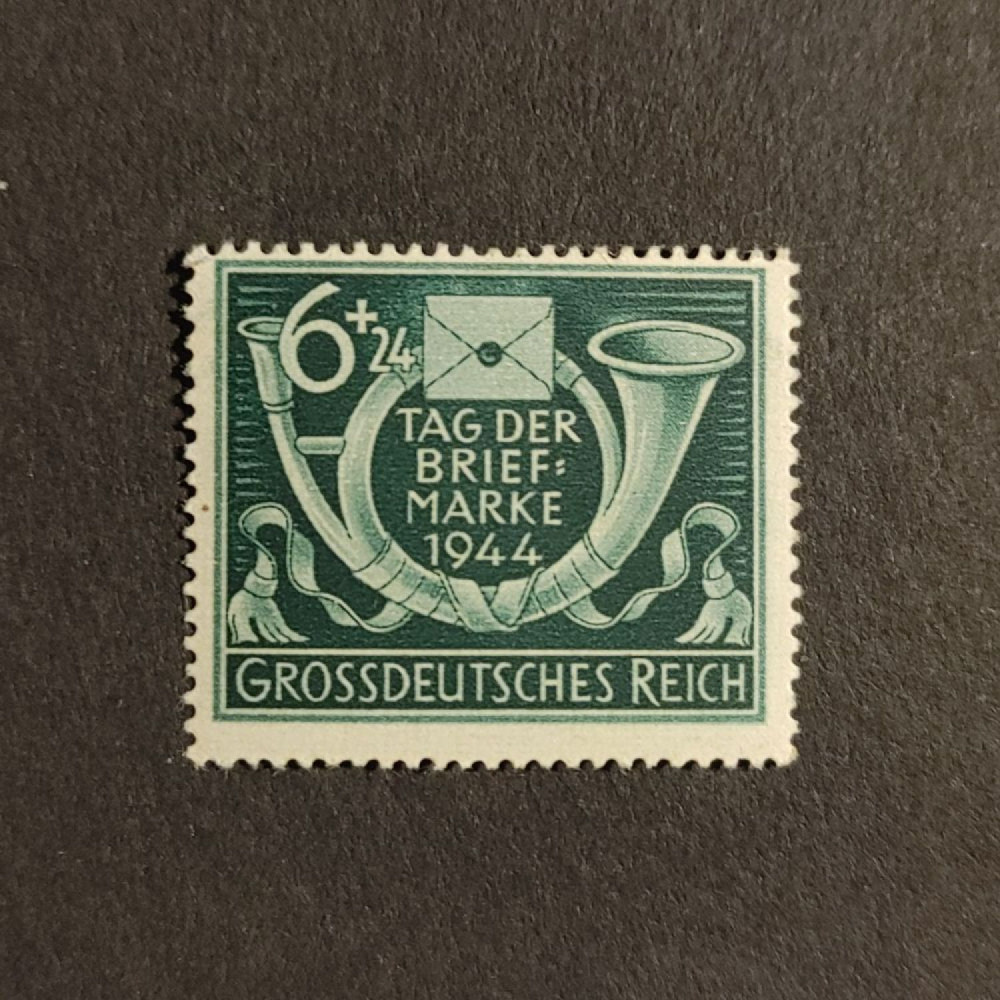 6+24
TAG DER
BRIEF=
MARKE
1944
GROSSDEUTSCHES REICH